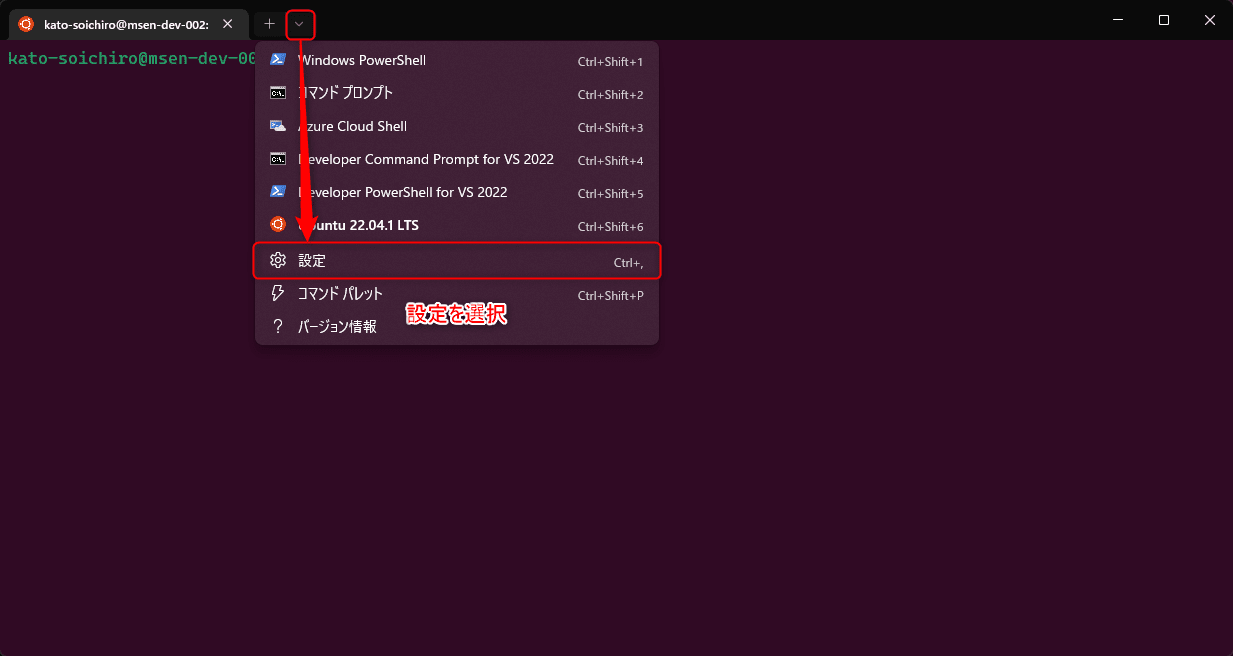 kato-soichiro@msen-dev-002:
kato-soichiro@msen-dev-00
Windows PowerShell Ctrl+Shift+1
コマンド プロンプト Ctrl+Shift+2
Azure Cloud Shell Ctrl+Shift+3
Developer Command Prompt for VS 2022 Ctrl+Shift+4
Developer PowerShell for VS 2022 Ctrl+Shift+5
Ubuntu 22.04.1 LTS Ctrl+Shift+6
設定 Ctrl+,
コマンド パレット Ctrl+Shift+P
設定を選択
バージョン情報